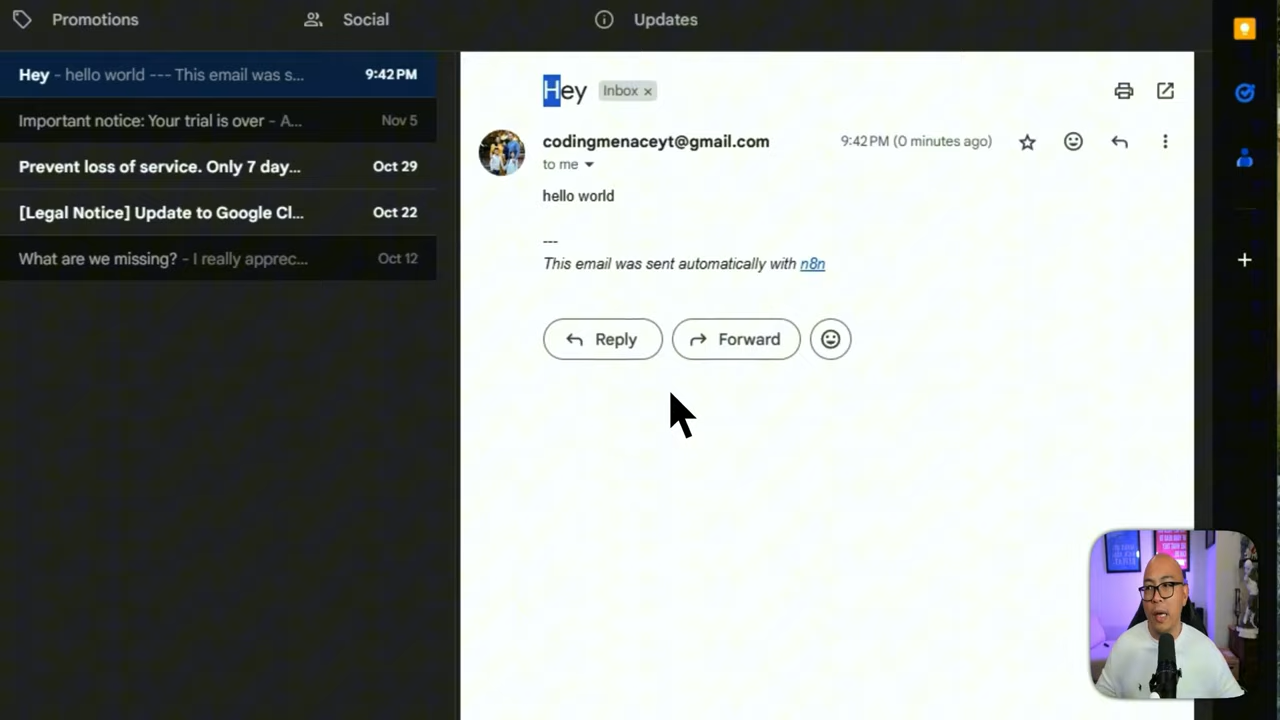 Promotions
Social
Updates
Hey - hello world --- This email was s... 9:42 PM
Important notice: Your trial is over - A... Nov 5
Prevent loss of service. Only 7 day... Oct 29
[Legal Notice] Update to Google Cl... Oct 22
What are we missing? - I really apprec... Oct 12
Hey Inbox ×
codingmenaceyt@gmail.com 9:42 PM (0 minutes ago)
to me
hello world
---
This email was sent automatically with n8n
Reply
Forward